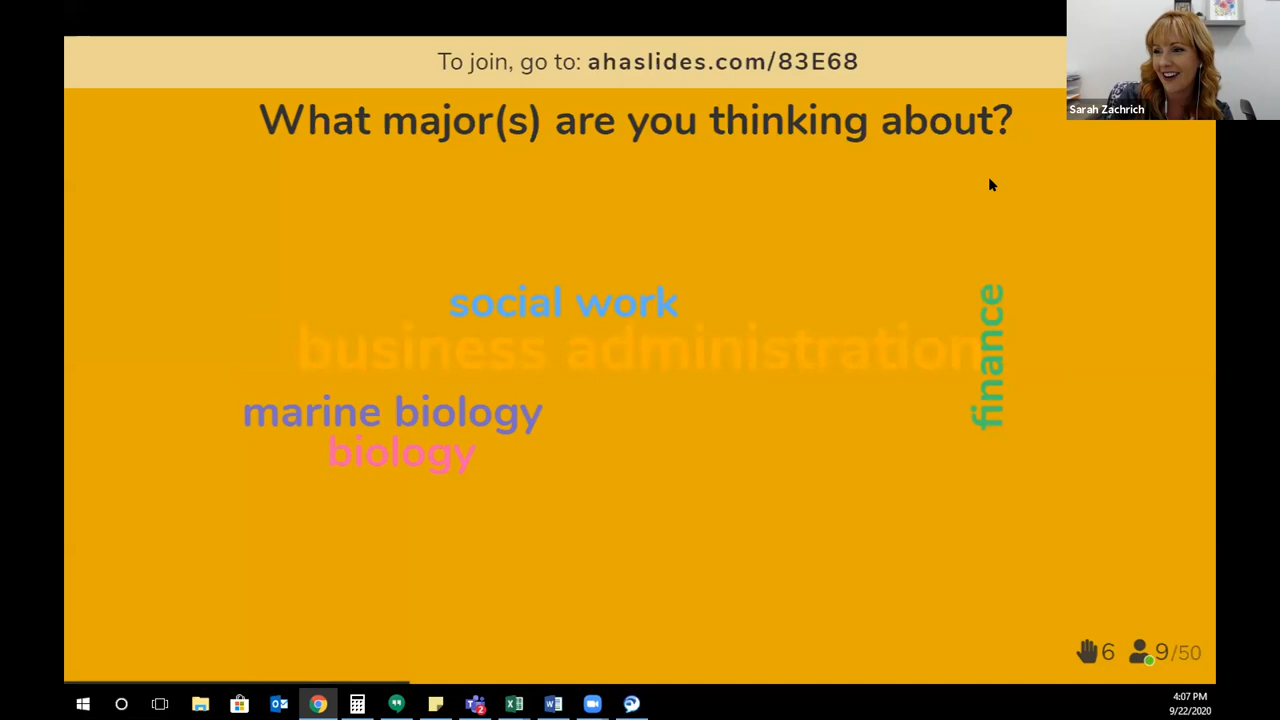 To join, go to: ahaslides.com/83E68
Sarah Zachrich
What major(s) are you thinking about?
social work
business administration
finance
marine biology
biology
6
9/50
2
4:07 PM
9/22/2020